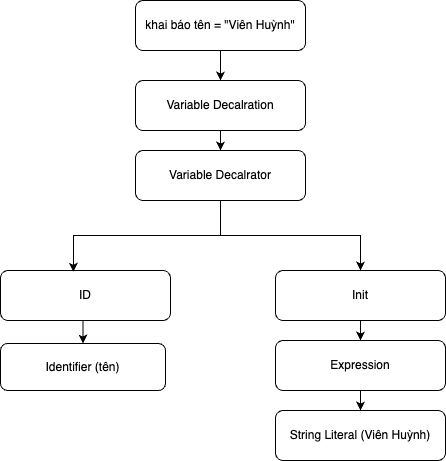 khai báo tên = "Viên Huỳnh"
Variable Decalration
Variable Decalrator
ID
Init
Identifier (tên)
Expression
String Literal (Viên Huỳnh)